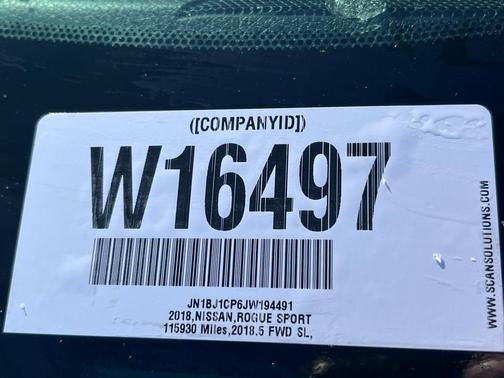 ([COMPANYID])
W16497
JN1BJ1CP6JW194491
2018,NISSAN,ROGUE SPORT
115930 Miles,2018.5 FWD SL,
WWW.SCANSOLUTIONS.COM